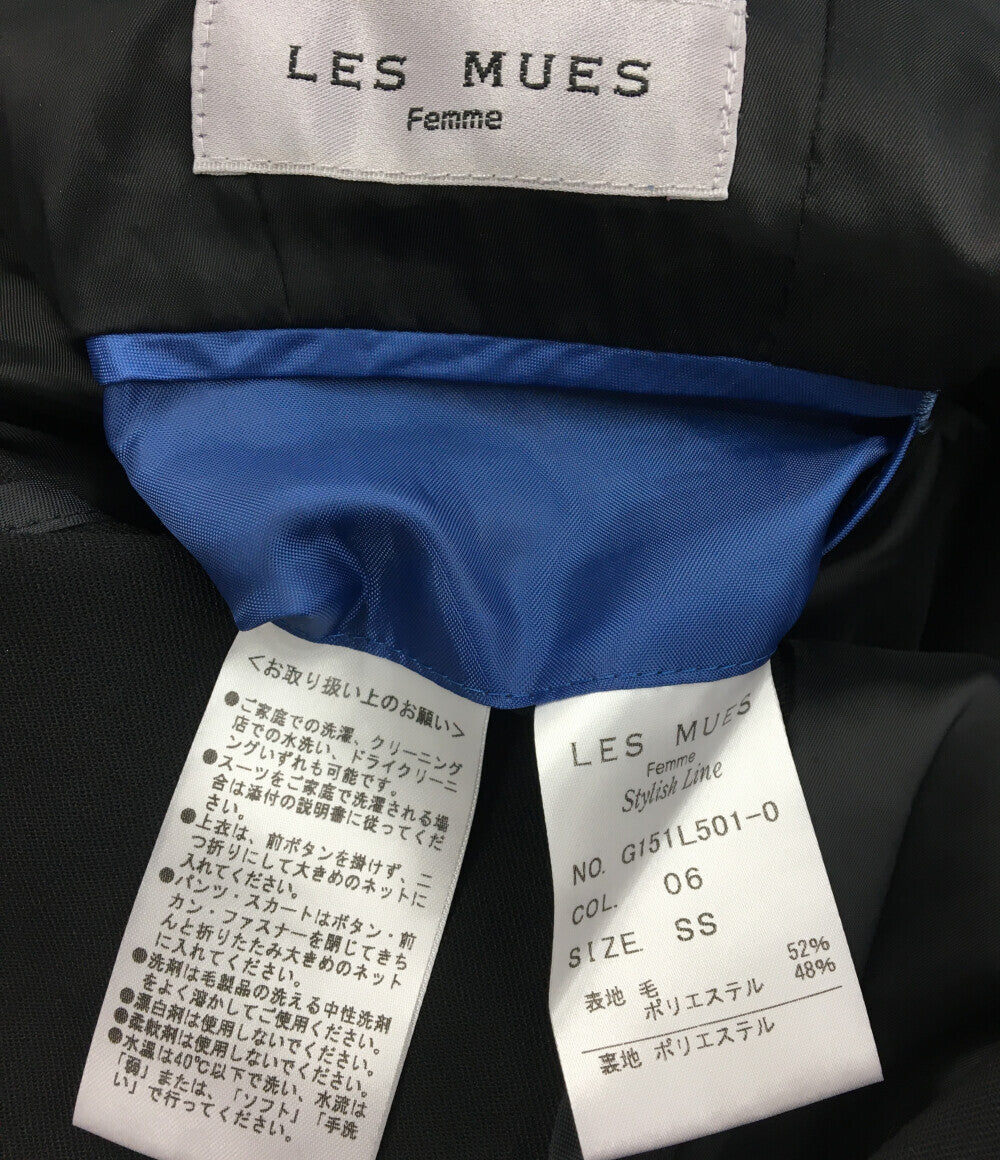 LES MUES
Femme
<お取り扱い上のお願い>
●ご家庭での洗濯、クリーニング
店での水洗い、ドライクリーニ
ングいずれも可能です。
●スーツをご家庭で洗濯される場
合は添付の説明書に従ってくだ
さい。
●上衣は、前ボタンを掛けず、二
つ折りにして大きめのネットに
入れてください。
●パンツ・スカートはボタン・前
カン・ファスナーを閉じてきち
んと折りたたみ大きめのネット
に入れてください。
●洗剤は毛製品の洗える中性洗剤
をよく溶かしてご使用ください。
●漂白剤は使用しないでください。
●柔軟剤は使用しないでください。
●水温は40℃以下で洗い、水流は
「弱」または、「ソフト」「手洗
い」で行ってください。
LES MUES
Femme
Stylish Line
NO. G151L501-0
COL. 06
SIZE SS
表地 毛 52%
ポリエステル 48%
裏地 ポリエステル